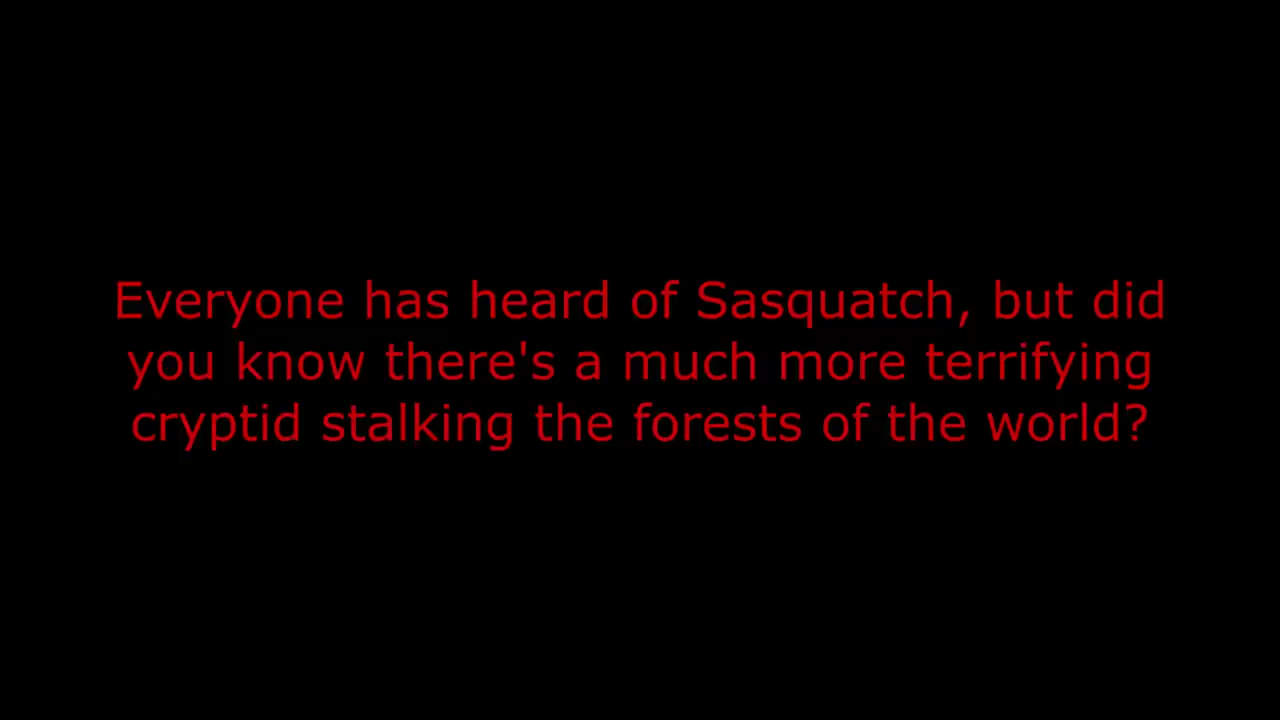 Everyone has heard of Sasquatch, but did
you know there's a much more terrifying
cryptid stalking the forests of the world?